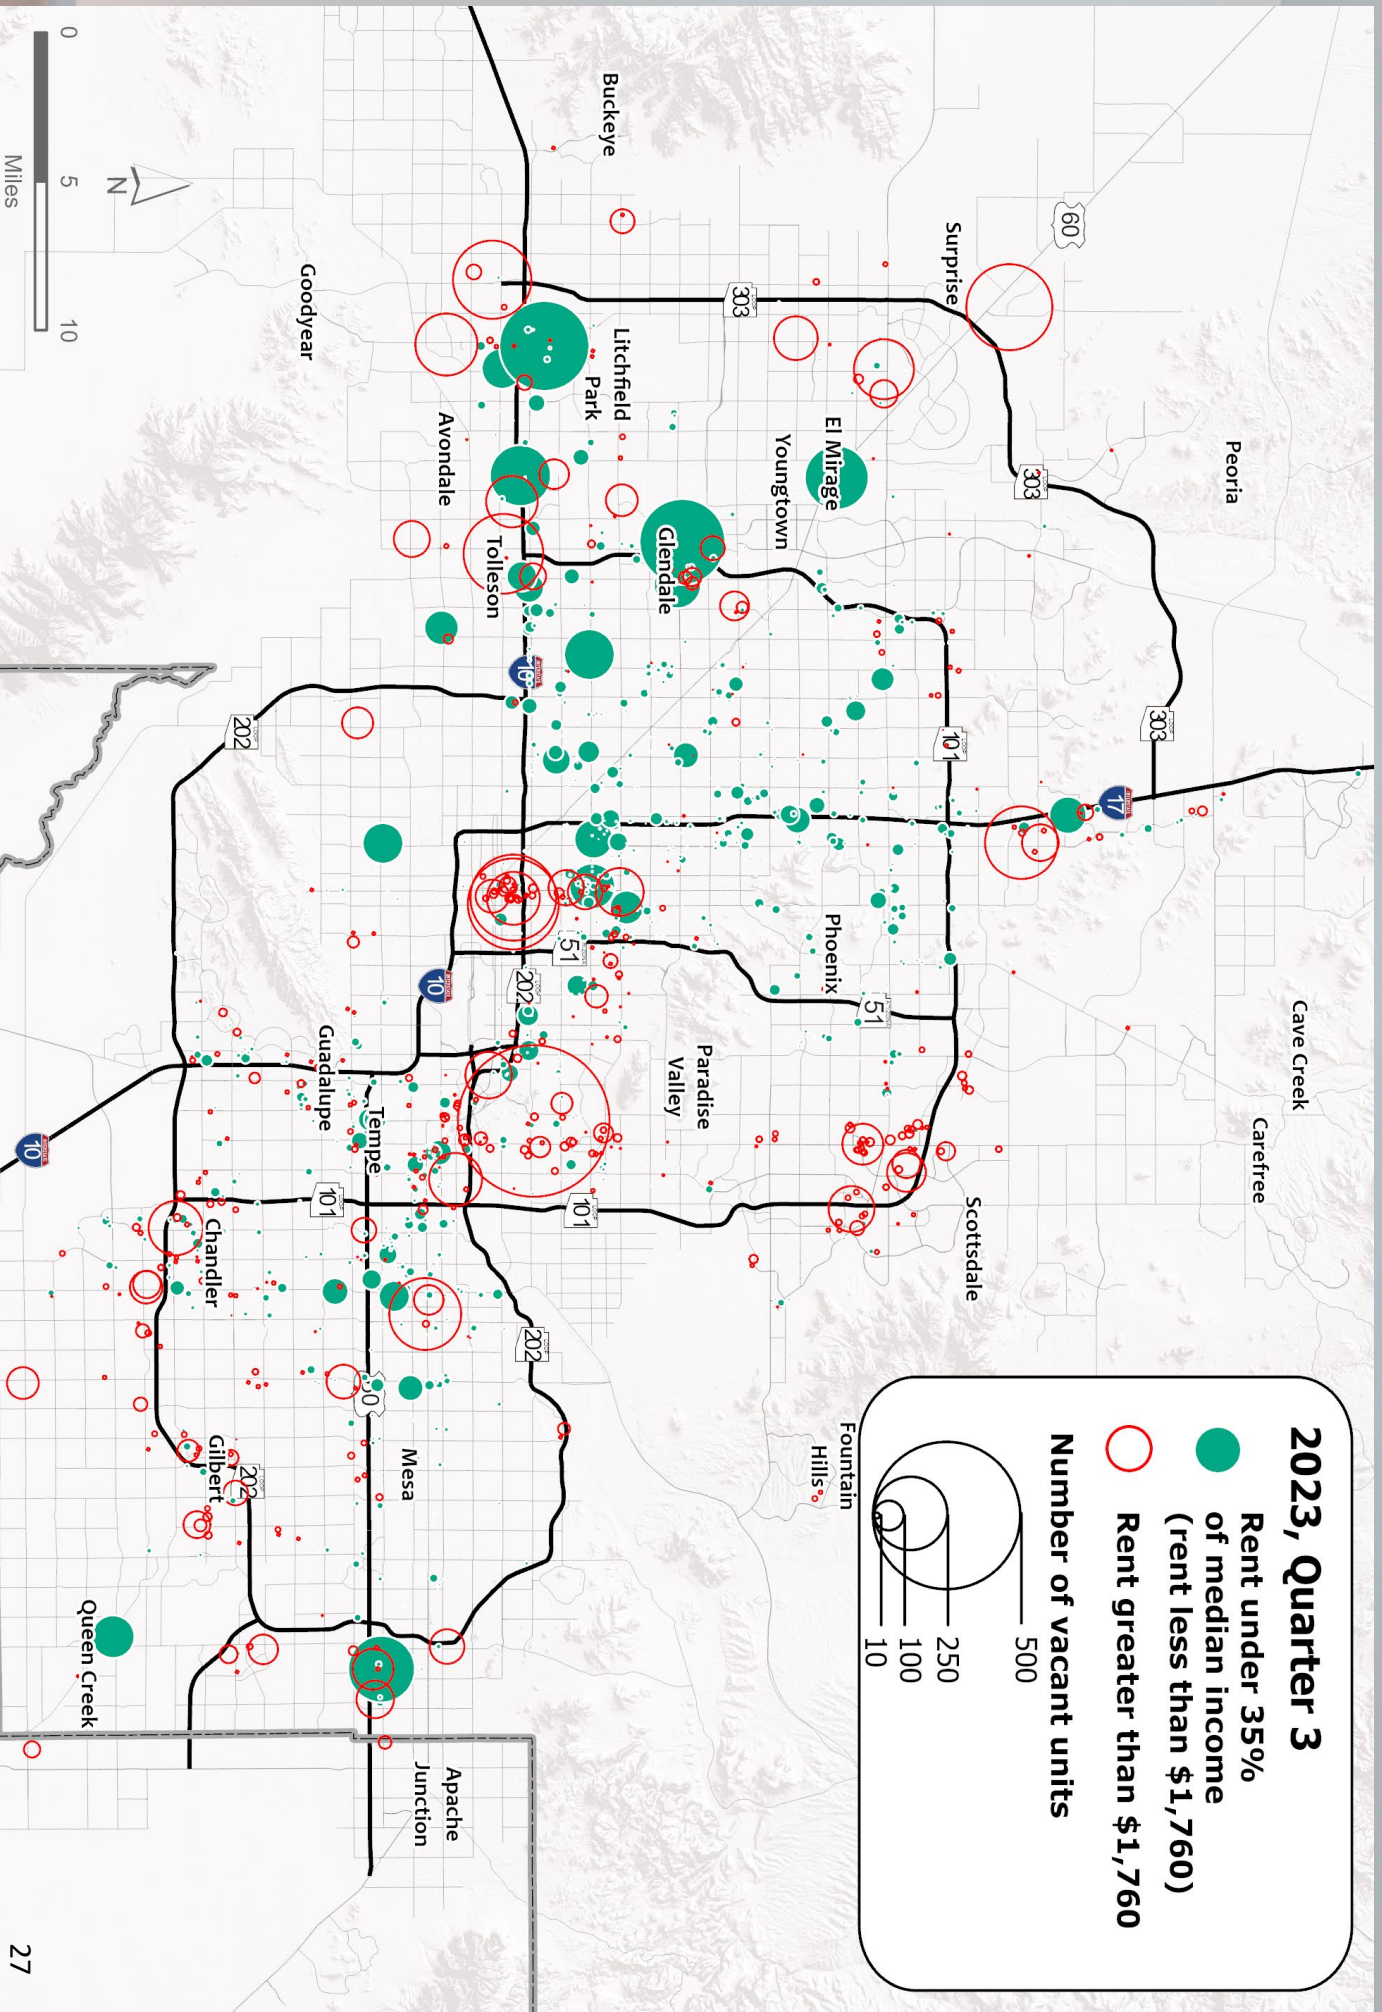 2023, Quarter 3
Rent under 35%
of median income
(rent less than $1,760)
Rent greater than $1,760
Number of vacant units
500
250
100
10
Cave Creek
Carefree
Peoria
303
17
303
60
Surprise
303
101
Scottsdale
El Mirage
Youngtown
Phoenix
51
Fountain
Hills
Glendale
Paradise
Valley
Buckeye
Litchfield
Park
51
101
10
202
202
Tolleson
Avondale
10
Mesa
Apache
Junction
60
Tempe
Guadalupe
101
Goodyear
202
202
Chandler
Gilbert
Queen Creek
10
N
0
5
10
Miles
27